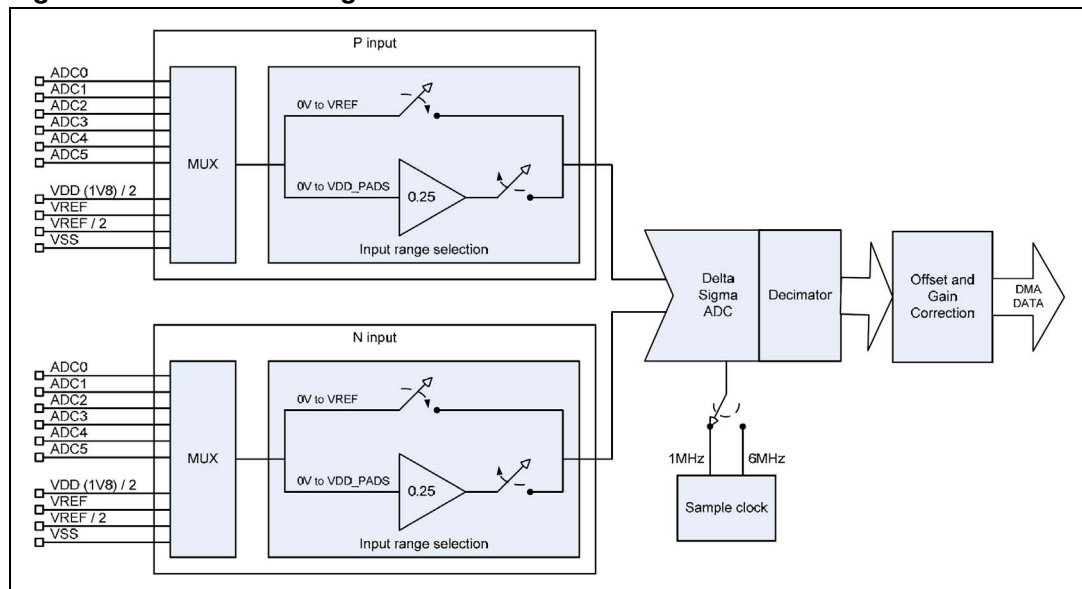 P input
ADC0
ADC1
ADC2
ADC3
ADC4
ADC5
VDD (1V8) / 2
VREF
VREF / 2
VSS
MUX
0V to VREF
0V to VDD_PADS
0.25
Input range selection
N input
ADC0
ADC1
ADC2
ADC3
ADC4
ADC5
VDD (1V8) / 2
VREF
VREF / 2
VSS
MUX
0V to VREF
0V to VDD_PADS
0.25
Input range selection
Delta
Sigma
ADC
Decimator
Offset and
Gain
Correction
DMA
DATA
1MHz
6MHz
Sample clock